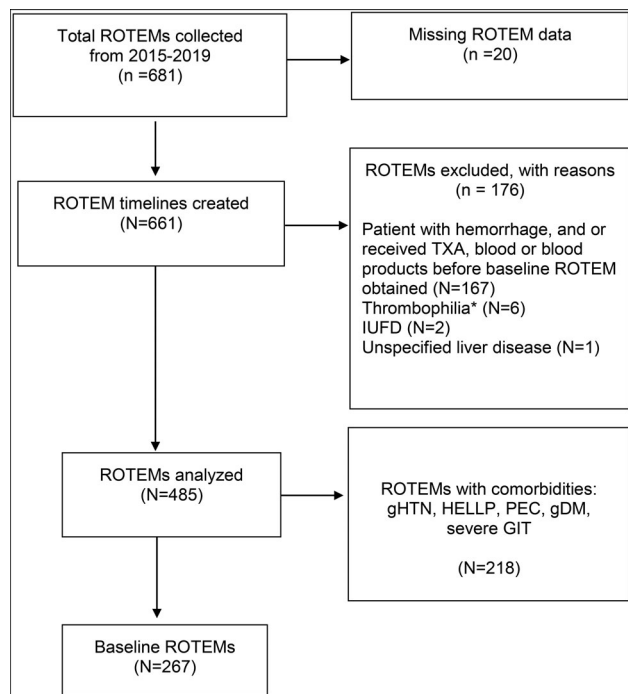 Total ROTEMs collected
from 2015-2019
(n =681)
Missing ROTEM data
(n =20)
ROTEM timelines created
(N=661)
ROTEMs excluded, with reasons
(n = 176)
Patient with hemorrhage, and or
received TXA, blood or blood
products before baseline ROTEM
obtained (N=167)
Thrombophilia* (N=6)
IUFD (N=2)
Unspecified liver disease (N=1)
ROTEMs analyzed
(N=485)
ROTEMs with comorbidities:
gHTN, HELLP, PEC, gDM,
severe GIT
(N=218)
Baseline ROTEMs
(N=267)